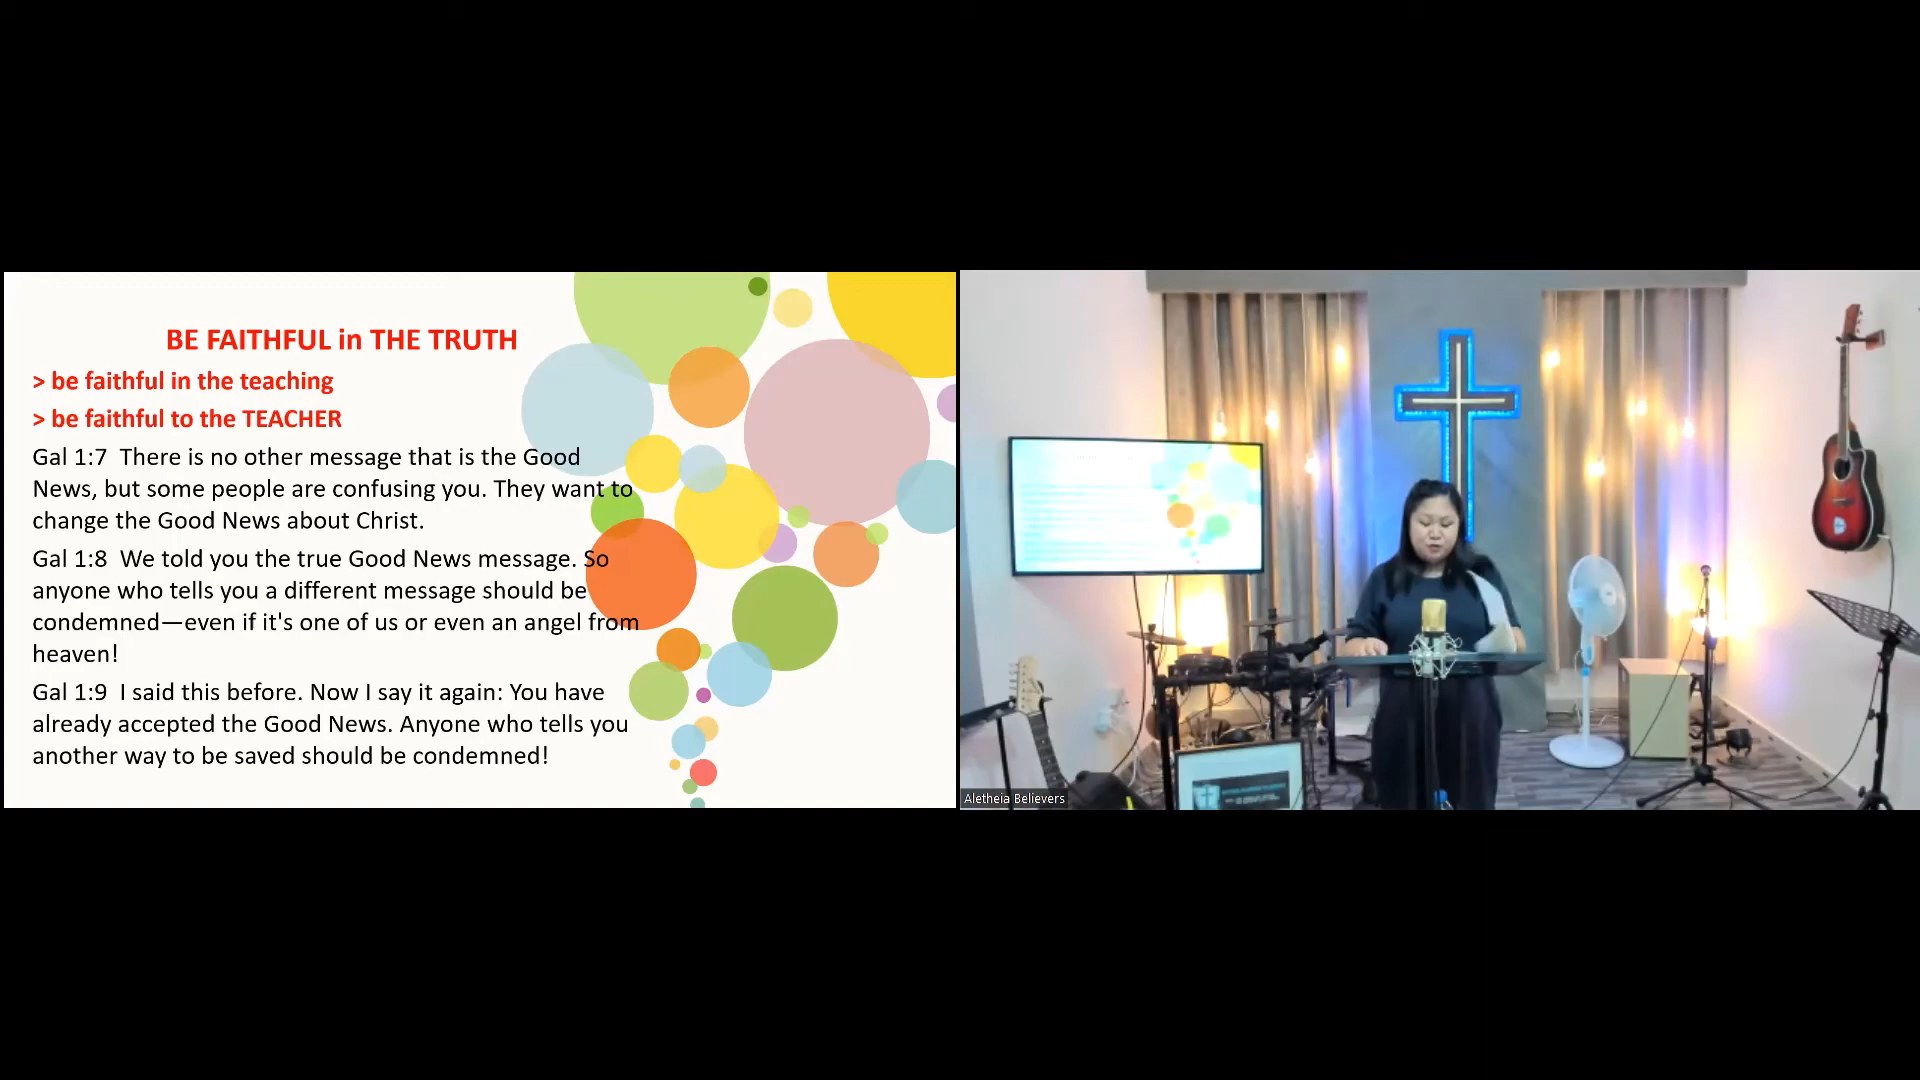 BE FAITHFUL in THE TRUTH
> be faithful in the teaching
> be faithful to the TEACHER
Gal 1:7  There is no other message that is the Good
News, but some people are confusing you. They want to
change the Good News about Christ.
Gal 1:8  We told you the true Good News message. So
anyone who tells you a different message should be
condemned—even if it's one of us or even an angel from
heaven!
Gal 1:9  I said this before. Now I say it again: You have
already accepted the Good News. Anyone who tells you
another way to be saved should be condemned!
Aletheia Believers